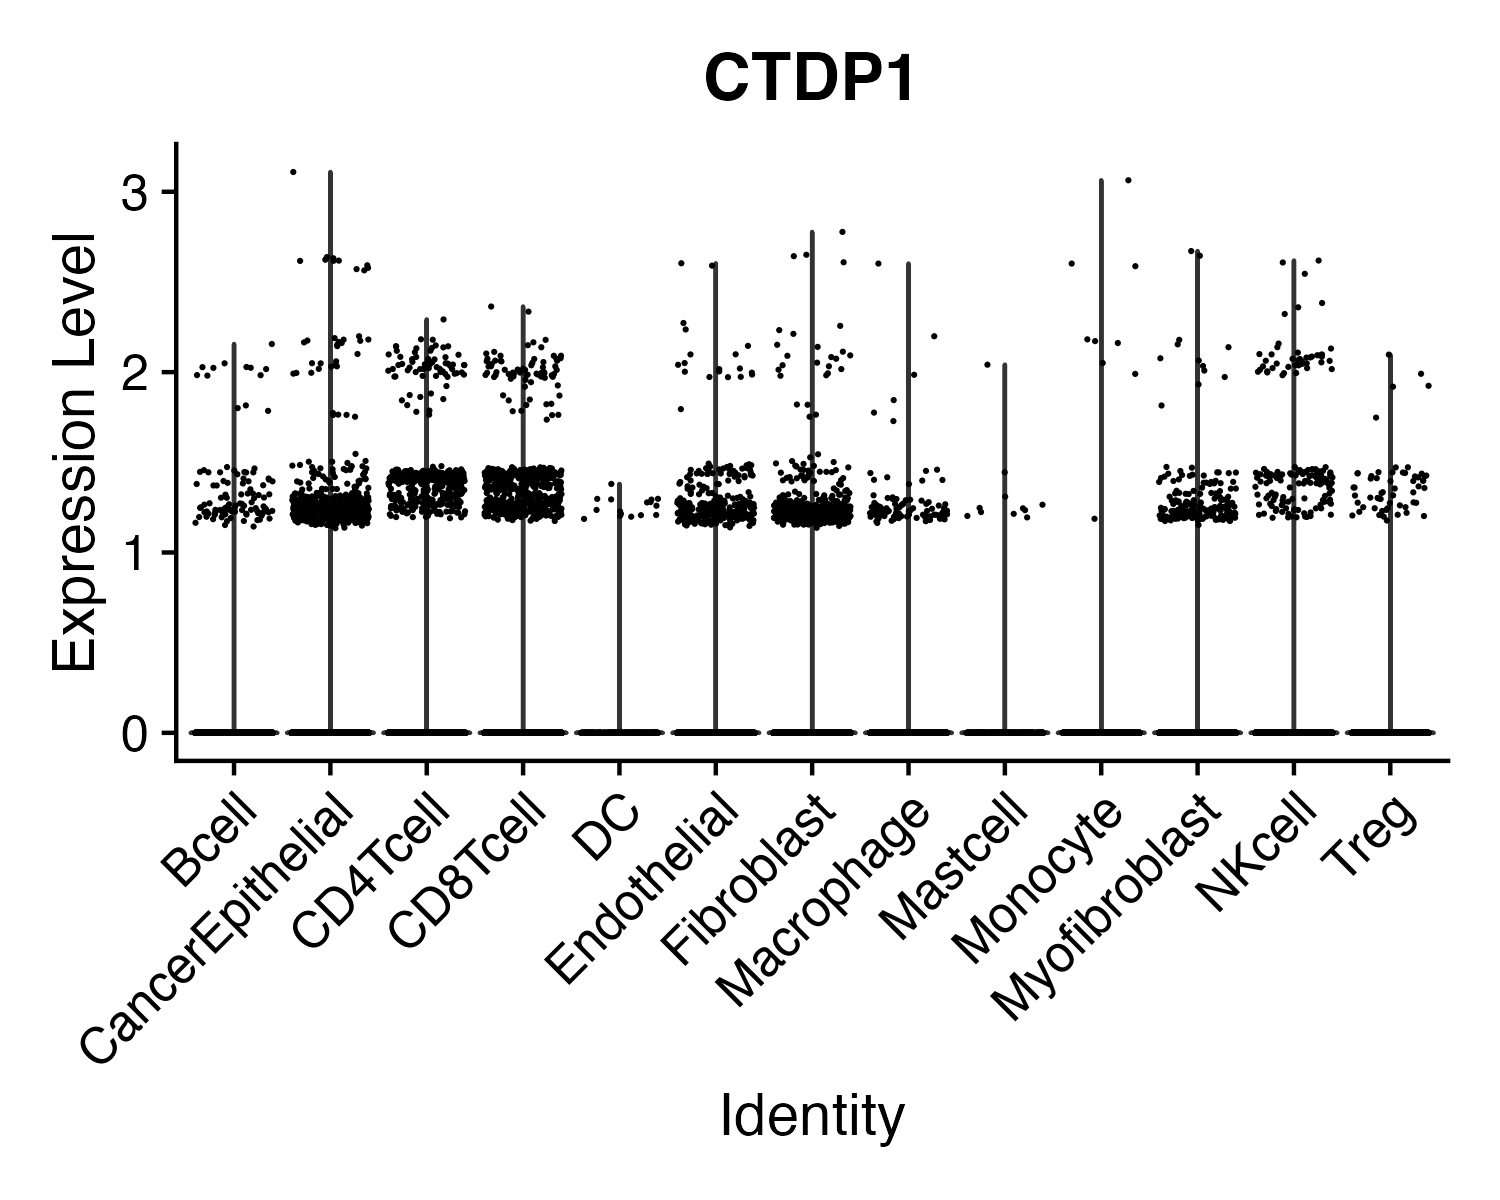 CTDP1
Expression Level
3
2
1
0
Bcell
CancerEpithelial
CD4Tcell
CD8Tcell
DC
Endothelial
Fibroblast
Macrophage
Mastcell
Monocyte
Myofibroblast
NKcell
Treg
Identity